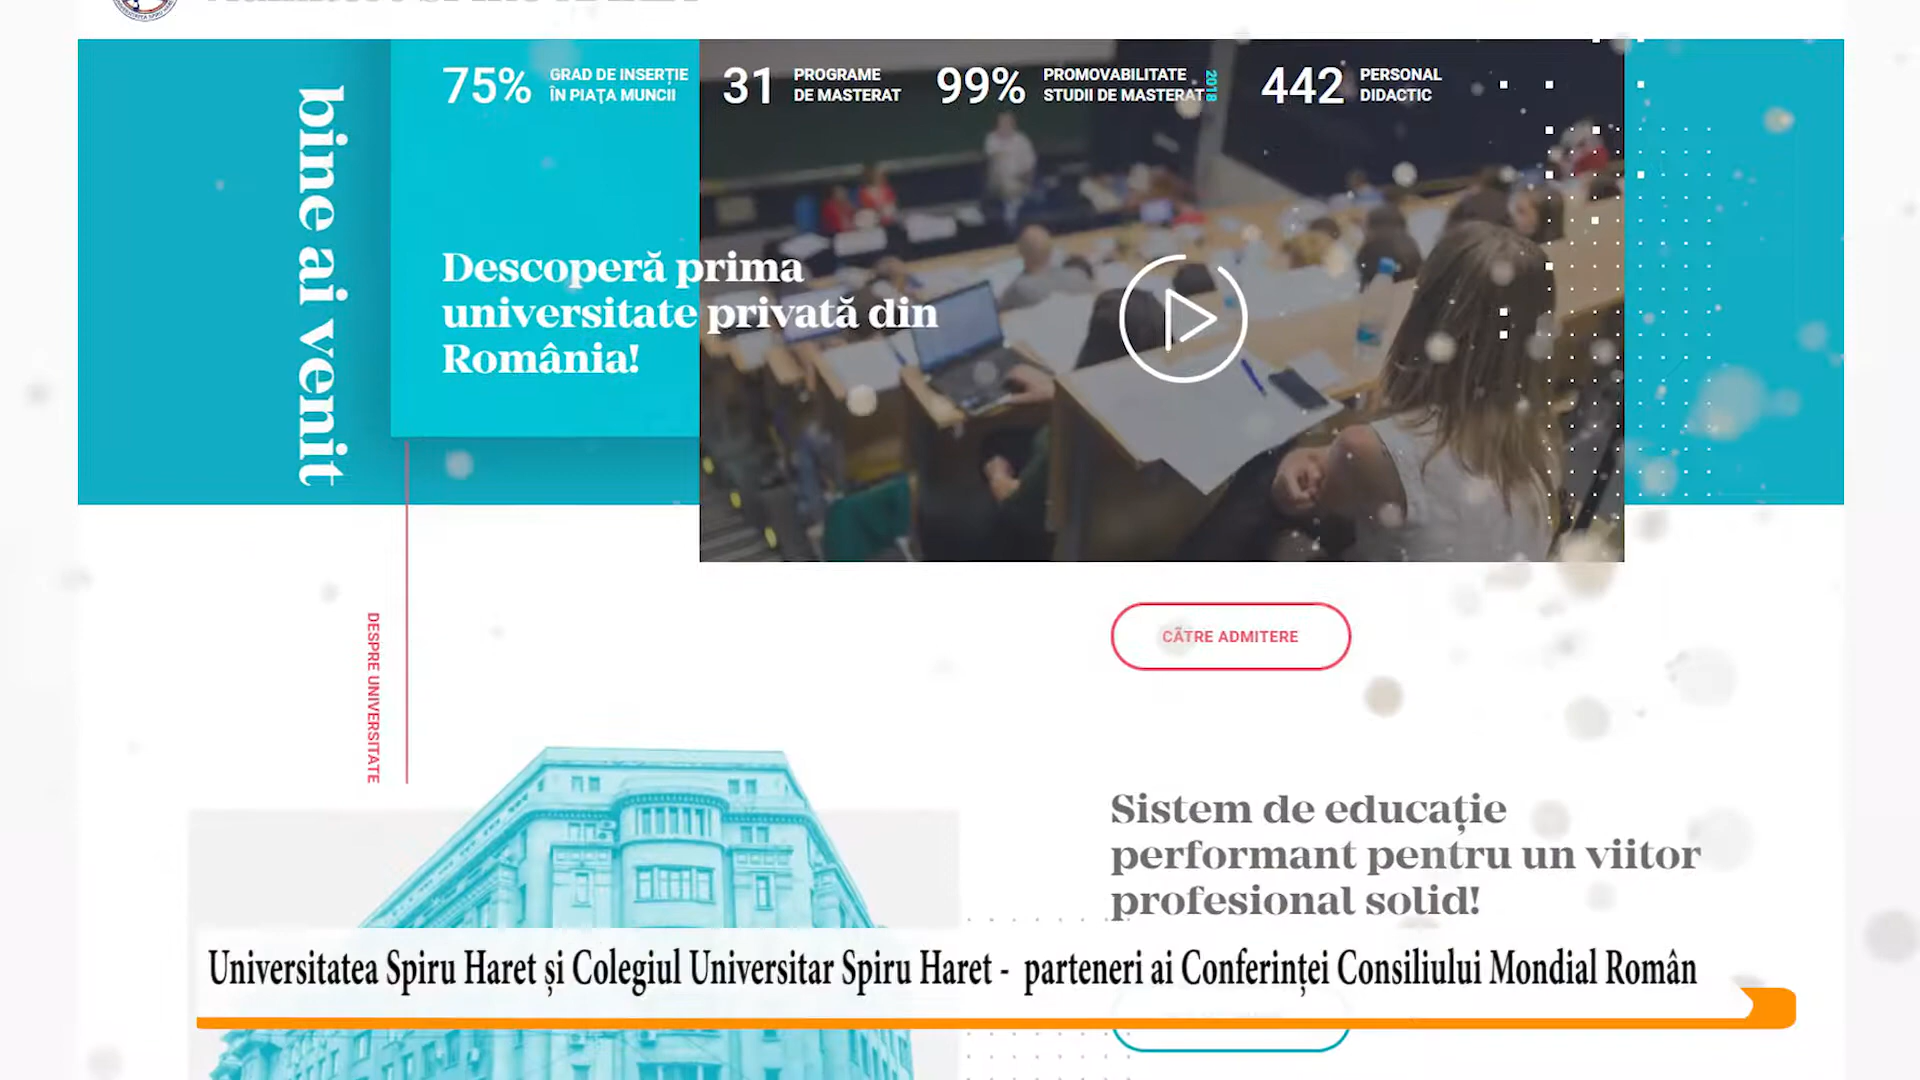 75% GRAD DE INSERȚIE
ÎN PIAȚA MUNCII
31 PROGRAME
DE MASTERAT
99% PROMOVABILITATE
STUDII DE MASTERAT 2018
442 PERSONAL
DIDACTIC
bine ai venit
Descoperă prima
universitate privată din
România!
CĂTRE ADMITERE
DESPRE UNIVERSITATE
Sistem de educație
performant pentru un viitor
profesional solid!
Universitatea Spiru Haret și Colegiul Universitar Spiru Haret - parteneri ai Conferinței Consiliului Mondial Român